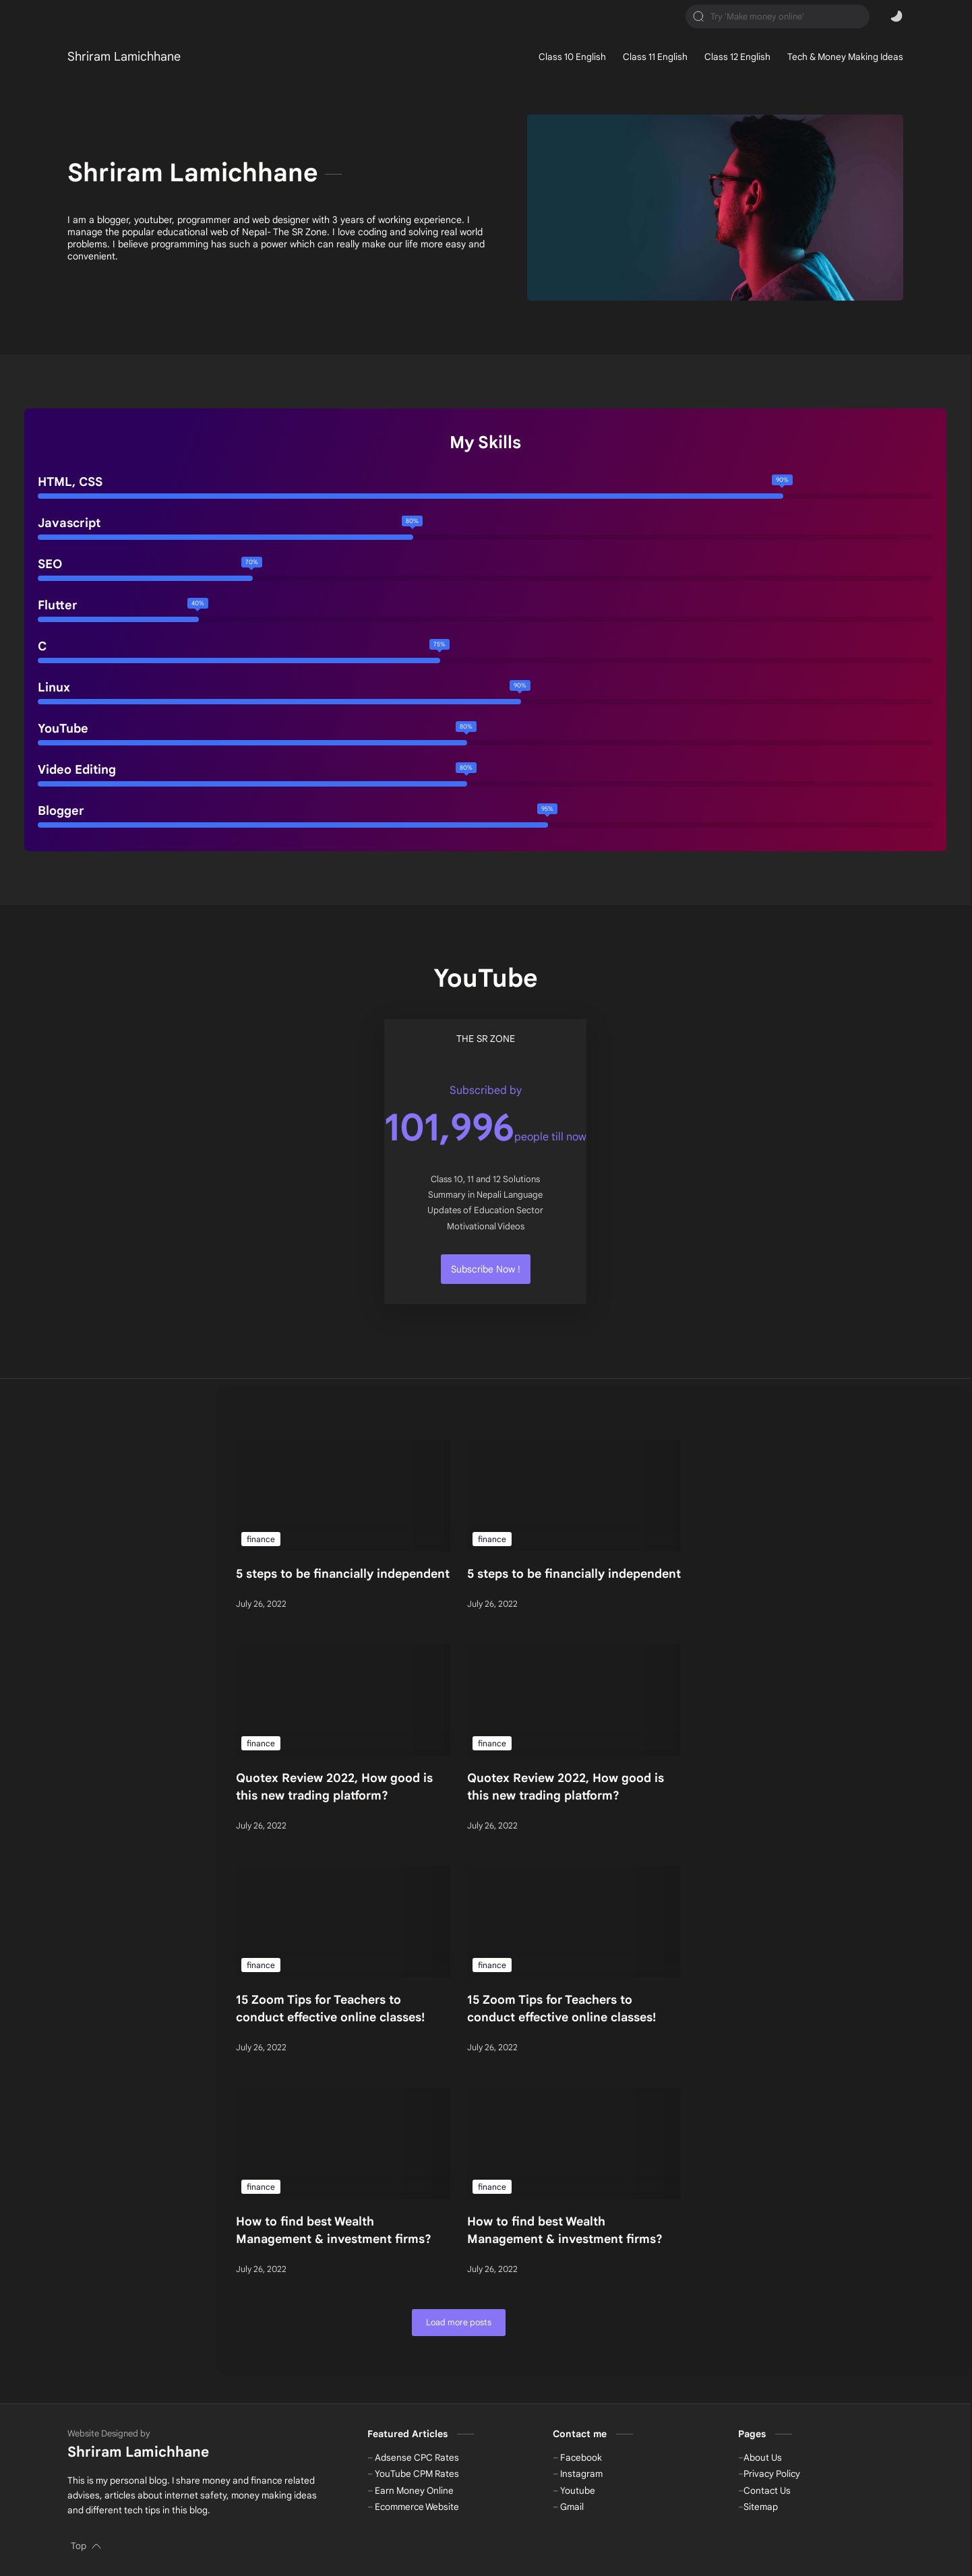 Try 'Make money online'
Shriram Lamichhane
Class 10 English
Class 11 English
Class 12 English
Tech & Money Making Ideas
Shriram Lamichhane
I am a blogger, youtuber, programmer and web designer with 3 years of working experience. I
manage the popular educational web of Nepal- The SR Zone. I love coding and solving real world
problems. I believe programming has such a power which can really make our life more easy and
convenient.
My Skills
HTML, CSS
90%
Javascript
80%
SEO
70%
Flutter
40%
C
75%
Linux
90%
YouTube
80%
Video Editing
80%
Blogger
95%
YouTube
THE SR ZONE
Subscribed by
101,996 people till now
Class 10, 11 and 12 Solutions
Summary in Nepali Language
Updates of Education Sector
Motivational Videos
Subscribe Now !
finance
5 steps to be financially independent
July 26, 2022
finance
5 steps to be financially independent
July 26, 2022
finance
Quotex Review 2022, How good is
this new trading platform?
July 26, 2022
finance
Quotex Review 2022, How good is
this new trading platform?
July 26, 2022
finance
15 Zoom Tips for Teachers to
conduct effective online classes!
July 26, 2022
finance
15 Zoom Tips for Teachers to
conduct effective online classes!
July 26, 2022
finance
How to find best Wealth
Management & investment firms?
July 26, 2022
finance
How to find best Wealth
Management & investment firms?
July 26, 2022
Load more posts
Website Designed by
Shriram Lamichhane
This is my personal blog. I share money and finance related
advises, articles about internet safety, money making ideas
and different tech tips in this blog.
Top
Featured Articles
– Adsense CPC Rates
– YouTube CPM Rates
– Earn Money Online
– Ecommerce Website
Contact me
– Facebook
– Instagram
– Youtube
– Gmail
Pages
–About Us
–Privacy Policy
–Contact Us
–Sitemap